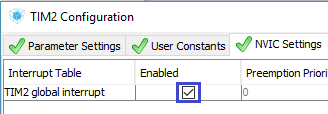 TIM2 Configuration
Parameter Settings User Constants NVIC Settings
Interrupt Table Enabled Preemption Priori
TIM2 global interrupt 0